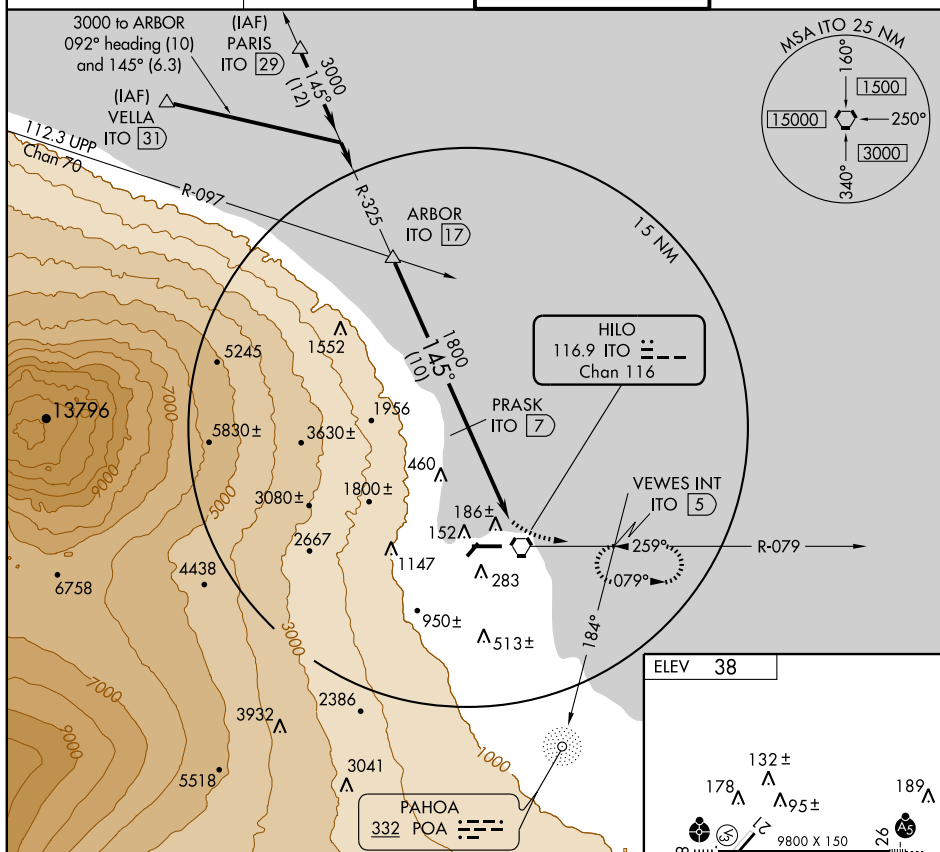 3000 to ARBOR
092° heading (10)
and 145° (6.3)
(IAF)
PARIS
ITO 29
3000
145°
(12)
(IAF)
VELLA
ITO 31
112.3 UPP
Chan 70
R-097
R-325
ARBOR
ITO 17
15 NM
MSA ITO 25 NM
160°
1500
15000
250°
3000
340°
1800
145°
(10)
HILO
116.9 ITO
Chan 116
PRASK
ITO 7
VEWES INT
ITO 5
259°
079°
R-079
184°
1552
5245
13796
7000
9000
5000
5830±
3630±
1956
460
3080±
1800±
186±
152
2667
1147
283
4438
6758
950±
513±
3000
7000
9000
2386
3932
5518
3041
1000
PAHOA
332 POA
ELEV 38
132±
178
95±
189
21
V5
9800 X 150
26
A5
8